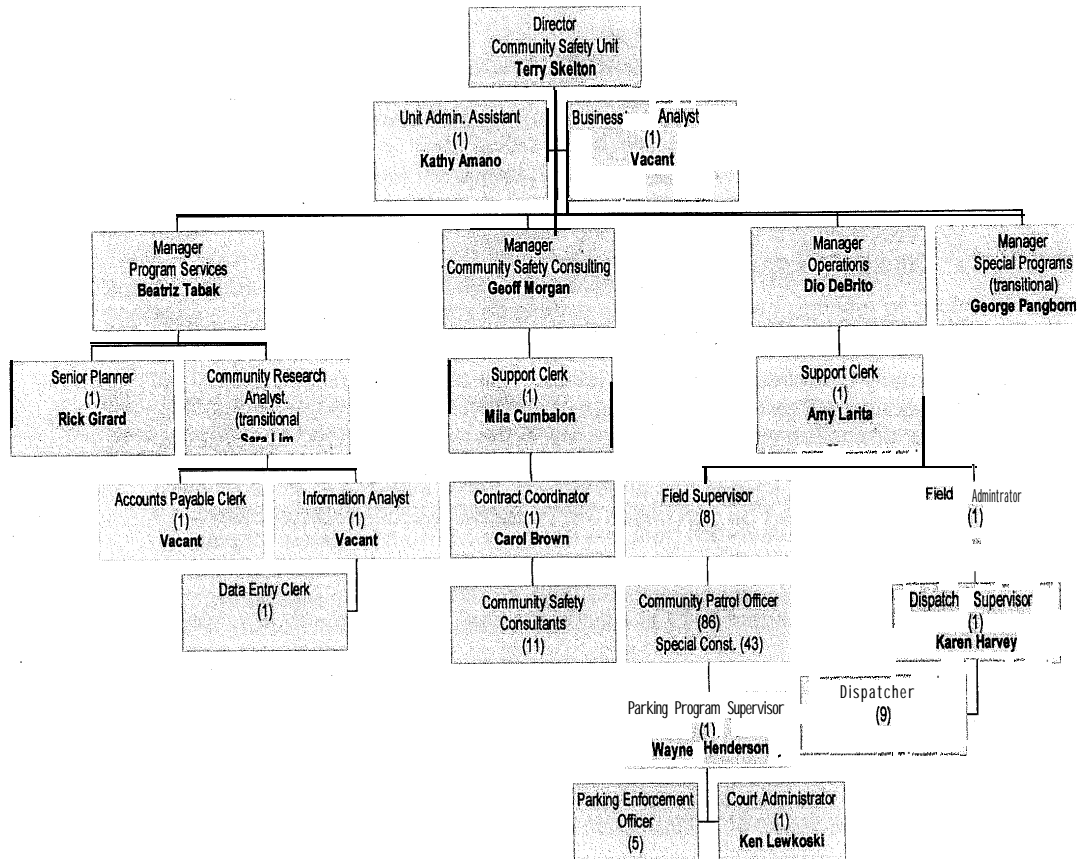 Director
Community Safety Unit
Terry Skelton
Unit Admin. Assistant
(1)
Kathy Amano
Business Analyst
(1)
Vacant
Manager
Program Services
Beatriz Tabak
Manager
Community Safety Consulting
Geoff Morgan
Manager
Operations
Dio DeBrito
Manager
Special Programs
(transitional)
George Pangborn
Senior Planner
(1)
Rick Girard
Community Research
Analyst.
(transitional
Sara Lim
Support Clerk
(1)
Mila Cumbalon
Support Clerk
(1)
Amy Larita
Accounts Payable Clerk
(1)
Vacant
Information Analyst
(1)
Vacant
Contract Coordinator
(1)
Carol Brown
Field Supervisor
(8)
Field Admintrator
(1)
Data Entry Clerk
(1)
Community Safety
Consultants
(11)
Community Patrol Officer
(86)
Special Const. (43)
Dispatch Supervisor
(1)
Karen Harvey
Dispatcher
(9)
Parking Program Supervisor
(1)
Wayne Henderson
Parking Enforcement
Officer
(5)
Court Administrator
(1)
Ken Lewkoski